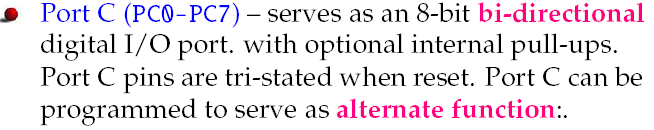 Port C (PC0-PC7) – serves as an 8-bit bi-directional
digital I/O port. with optional internal pull-ups.
Port C pins are tri-stated when reset. Port C can be
programmed to serve as alternate function:.